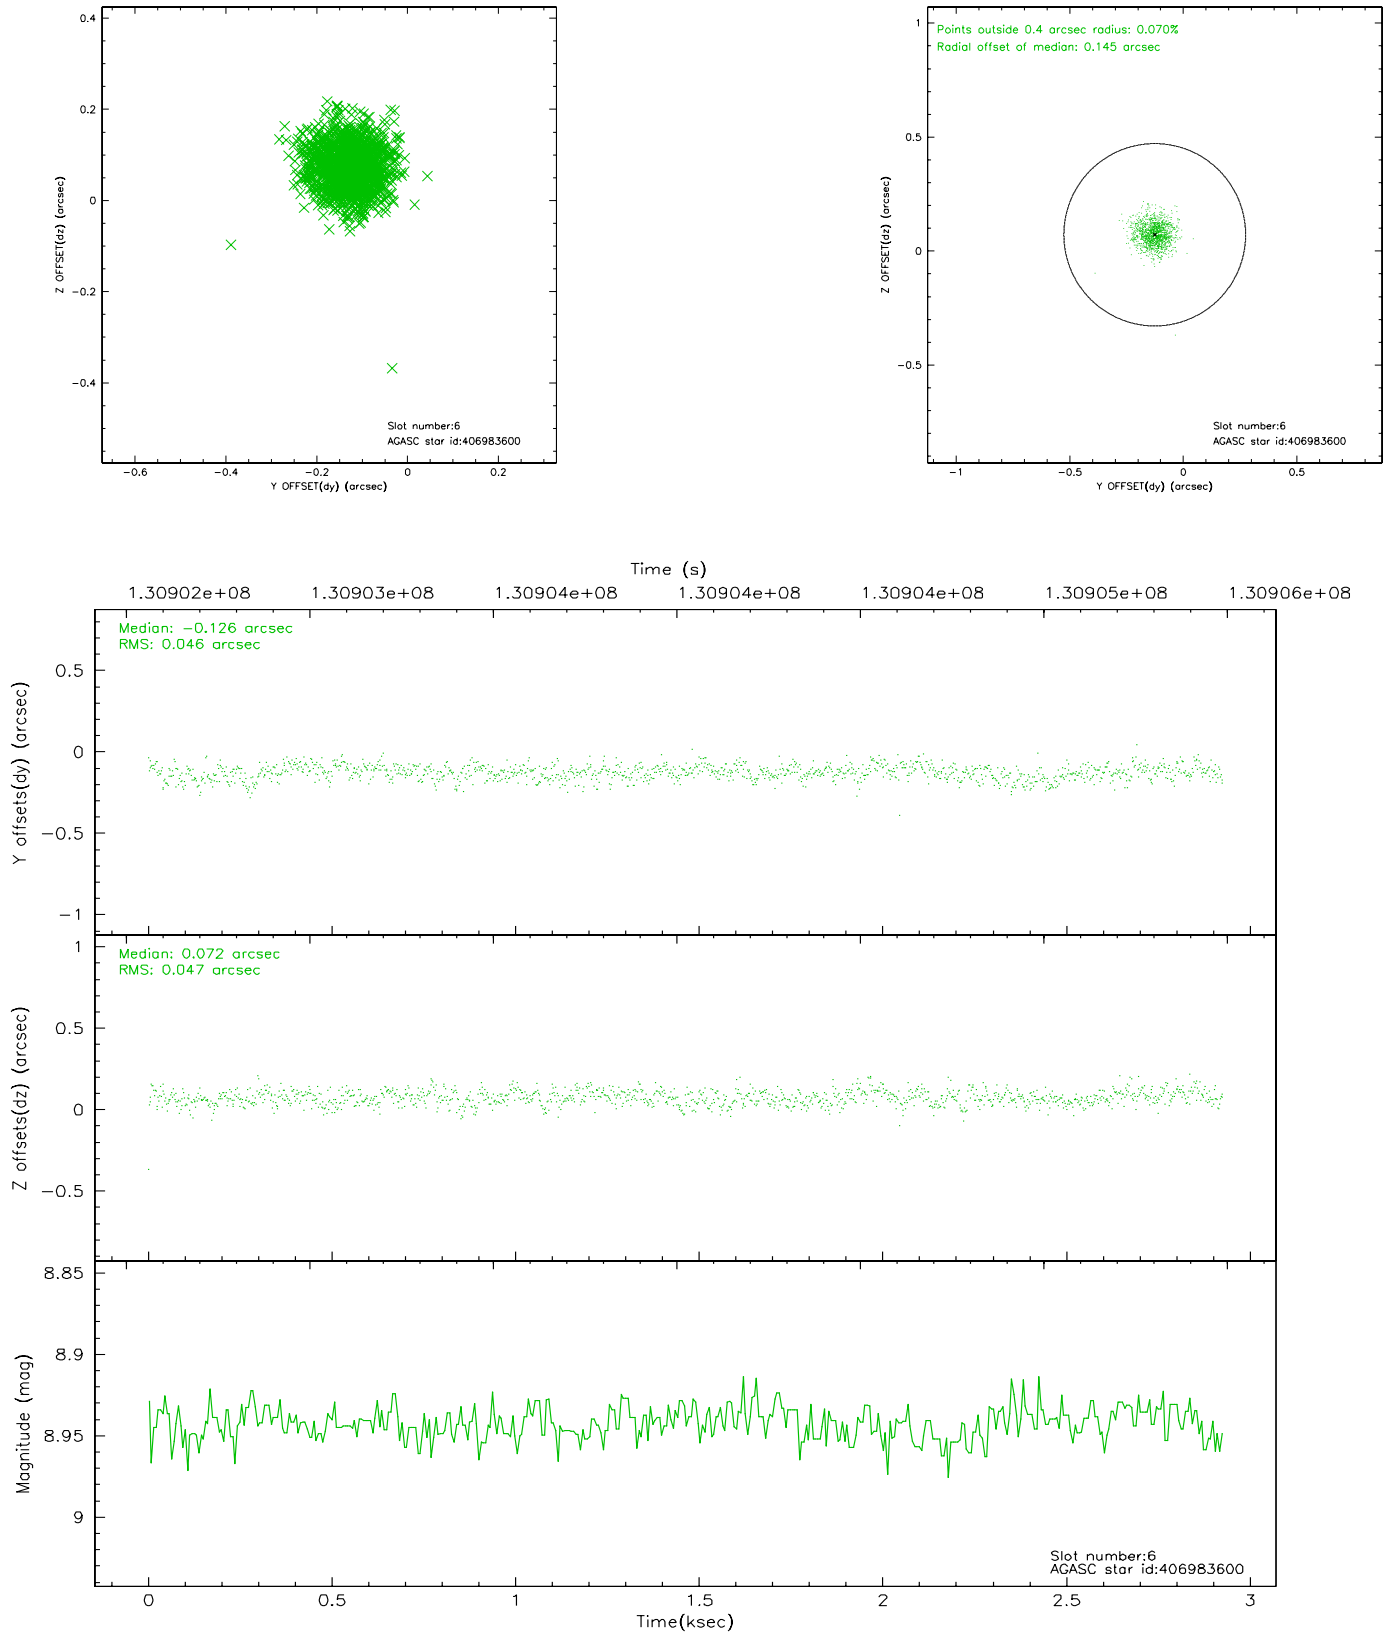 0.4
0.2
0
−0.2
−0.4
Z OFFSET(dz) (arcsec)
−0.6 −0.4 −0.2 0 0.2
Y OFFSET(dy) (arcsec)
Slot number:6
AGASC star id:406983600
Points outside 0.4 arcsec radius: 0.070%
Radial offset of median: 0.145 arcsec
1
0.5
0
−0.5
Z OFFSET(dz) (arcsec)
−1 −0.5 0 0.5
Y OFFSET(dy) (arcsec)
Slot number:6
AGASC star id:406983600
Time (s)
1.30902e+08 1.30903e+08 1.30904e+08 1.30904e+08 1.30904e+08 1.30905e+08 1.30906e+08
Median: −0.126 arcsec
RMS: 0.046 arcsec
0.5
0
−0.5
−1
Y offsets(dy) (arcsec)
Median: 0.072 arcsec
RMS: 0.047 arcsec
1
0.5
0
−0.5
Z offsets(dz) (arcsec)
8.85
8.9
8.95
9
Magnitude (mag)
Slot number:6
AGASC star id:406983600
0 0.5 1 1.5 2 2.5 3
Time(ksec)